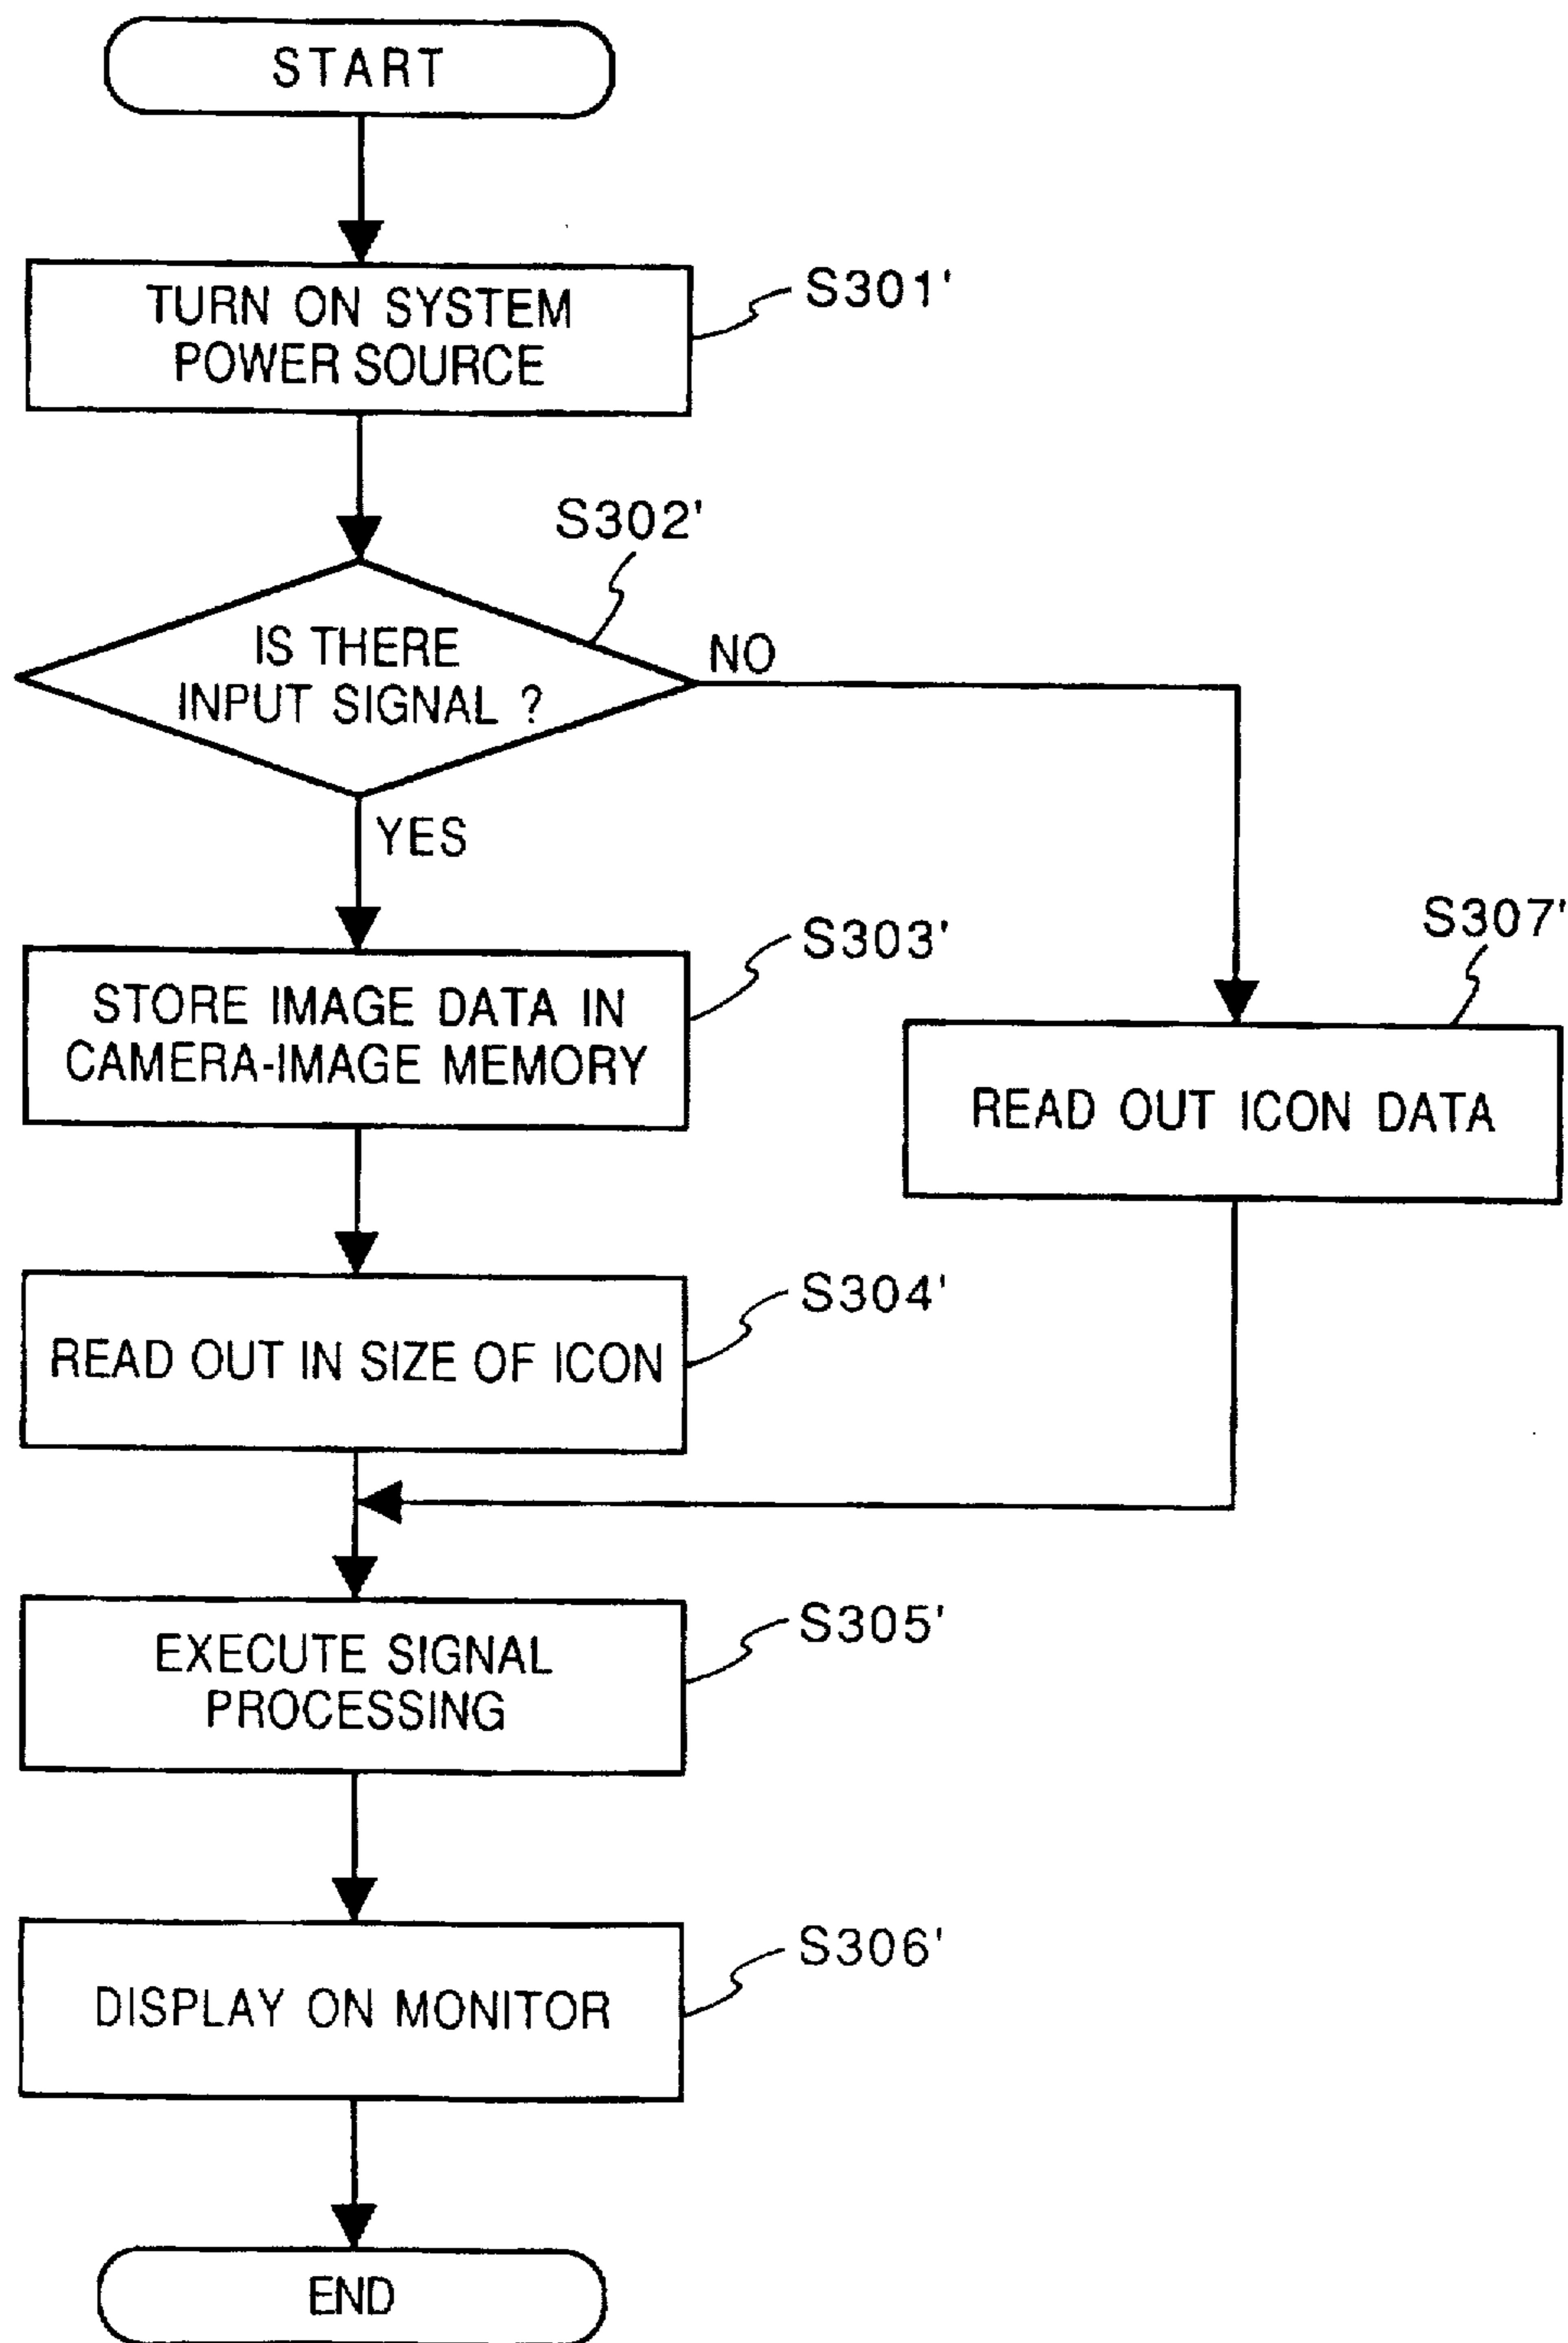 START
TURN ON SYSTEM
POWER SOURCE
S301'
S302'
IS THERE
INPUT SIGNAL ?
NO
YES
S303'
STORE IMAGE DATA IN
CAMERA-IMAGE MEMORY
S307'
READ OUT ICON DATA
S304'
READ OUT IN SIZE OF ICON
S305'
EXECUTE SIGNAL
PROCESSING
S306'
DISPLAY ON MONITOR
END